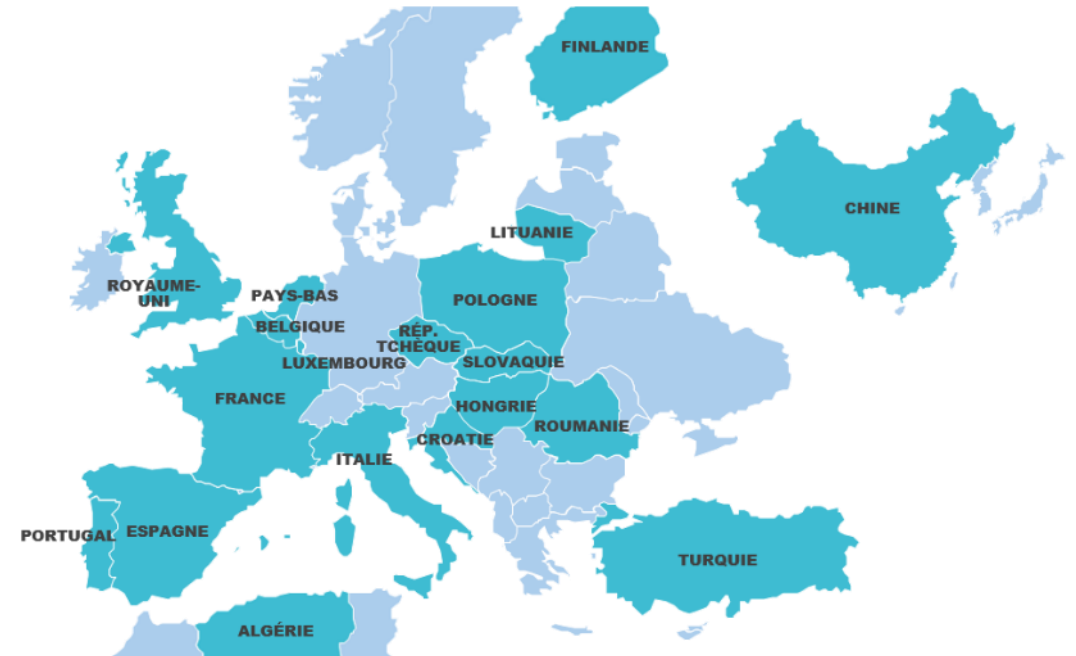 FINLANDE
CHINE
LITUANIE
ROYAUME-
UNI
PAYS-BAS
POLOGNE
BELGIQUE
RÉP.
TCHÈQUE
LUXEMBOURG
SLOVAQUIE
FRANCE
HONGRIE
ROUMANIE
CROATIE
ITALIE
PORTUGAL
ESPAGNE
TURQUIE
ALGÉRIE